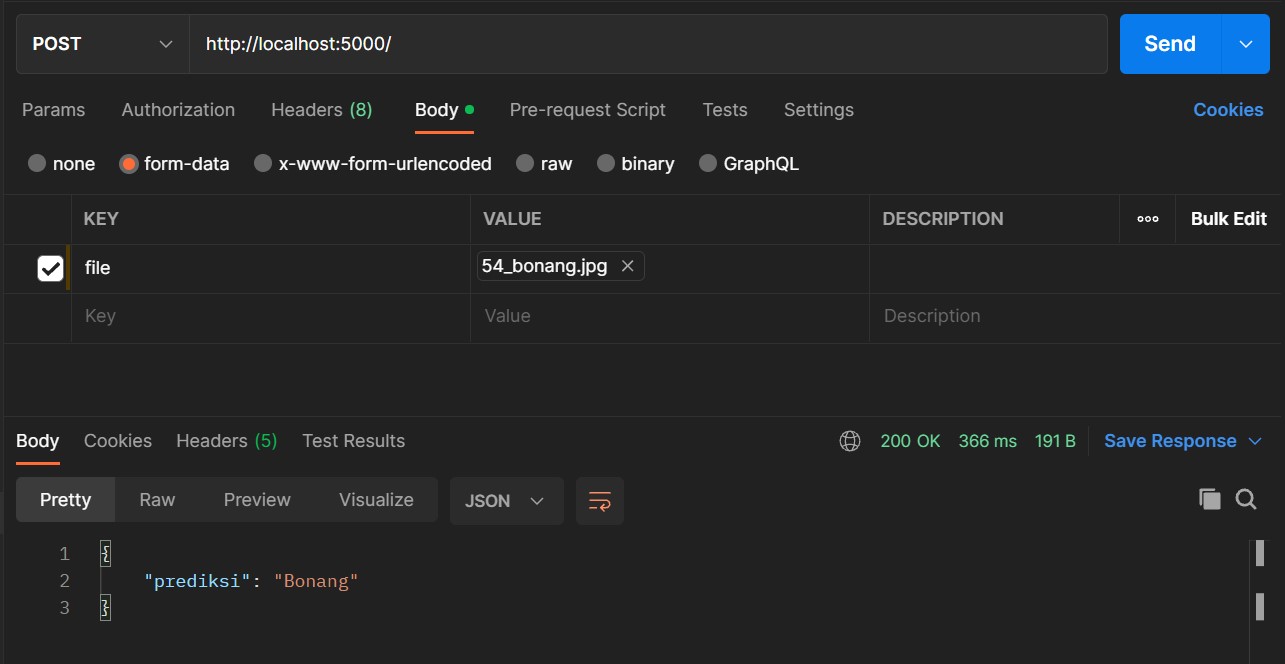 POST http://localhost:5000/ Send
Params Authorization Headers (8) Body Pre-request Script Tests Settings Cookies
none form-data x-www-form-urlencoded raw binary GraphQL
KEY VALUE DESCRIPTION Bulk Edit
file 54_bonang.jpg
Key Value Description
Body Cookies Headers (5) Test Results 200 OK 366 ms 191 B Save Response
Pretty Raw Preview Visualize JSON
1 {
2 "prediksi": "Bonang"
3 }